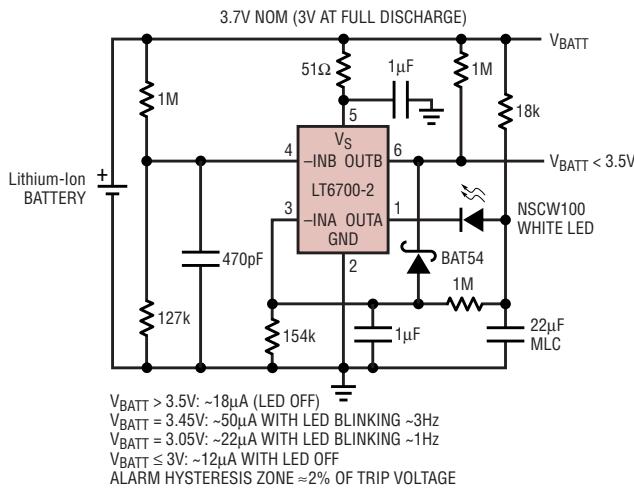 3.7V NOM (3V AT FULL DISCHARGE)
VBATT
51Ω
1µF
1M
1M
18k
5
VS
4
–INB OUTB
6
VBATT < 3.5V
Lithium-Ion
BATTERY
+
LT6700-2
NSCW100
WHITE LED
3
–INA OUTA
1
GND
470pF
2
BAT54
1M
127k
154k
1µF
22µF
MLC
VBATT > 3.5V: ~18µA (LED OFF)
VBATT = 3.45V: ~50µA WITH LED BLINKING ~3Hz
VBATT = 3.05V: ~22µA WITH LED BLINKING ~1Hz
VBATT ≤ 3V: ~12µA WITH LED OFF
ALARM HYSTERESIS ZONE ≈2% OF TRIP VOLTAGE